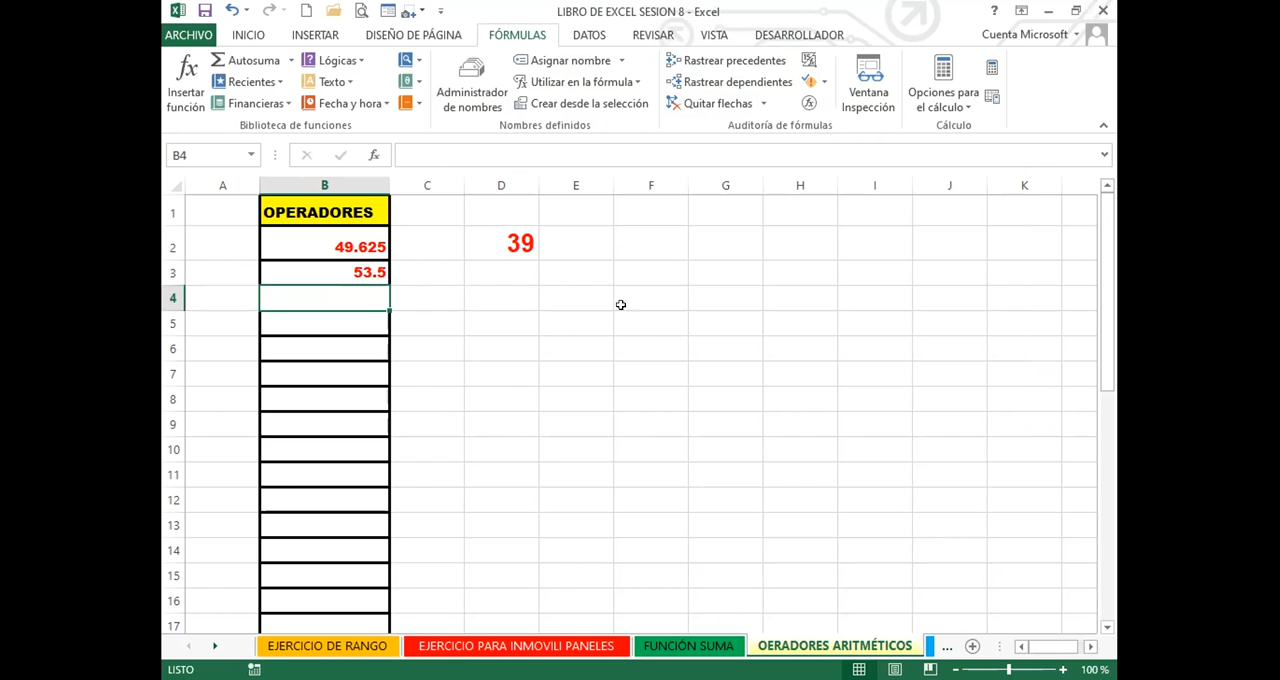 LIBRO DE EXCEL SESION 8 - Excel
?
ARCHIVO INICIO INSERTAR DISEÑO DE PÁGINA FÓRMULAS DATOS REVISAR VISTA DESARROLLADOR Cuenta Microsoft
fx Insertar función
Autosuma Lógicas
Recientes Texto
Financieras Fecha y hora
Biblioteca de funciones
Administrador de nombres
Asignar nombre
Utilizar en la fórmula
Crear desde la selección
Nombres definidos
Rastrear precedentes
Rastrear dependientes
Quitar flechas
Auditoría de fórmulas
Ventana Inspección
Opciones para el cálculo
Cálculo
B4 fx
A B C D E F G H I J K
1 OPERADORES
2 49.625 39
3 53.5
4
5
6
7
8
9
10
11
12
13
14
15
16
17
EJERCICIO DE RANGO EJERCICIO PARA INMOVILI PANELES FUNCIÓN SUMA OERADORES ARITMÉTICOS ...
LISTO 100 %